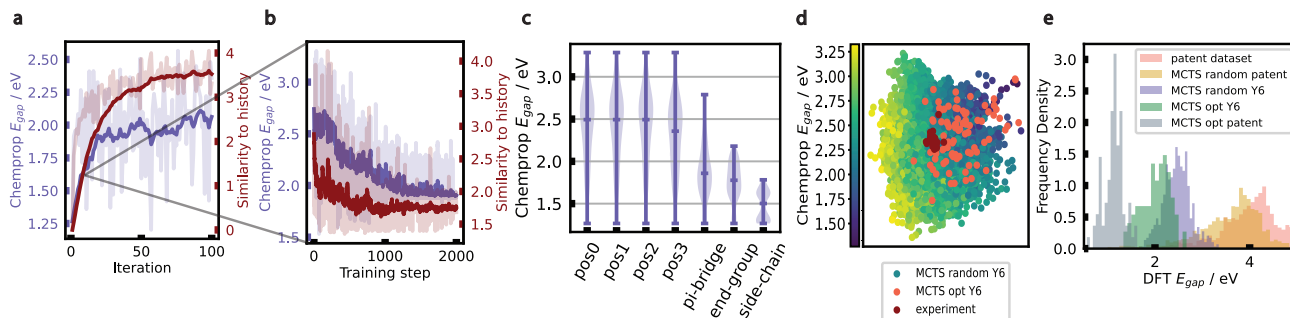 a
2.50
2.25
2.00
1.75
1.50
1.25
Chemprop E_gap / eV
0
50
100
Iteration
4
3
2
1
0
Similarity to history
b
3.0
2.5
2.0
1.5
Chemprop E_gap / eV
0
1000
2000
Training step
4.0
3.5
3.0
2.5
2.0
1.5
Similarity to history
c
3.0
2.5
2.0
1.5
Chemprop E_gap / eV
pos0
pos1
pos2
pos3
pi-bridge
end-group
side-chain
d
3.25
3.00
2.75
2.50
2.25
2.00
1.75
1.50
Chemprop E_gap / eV
MCTS random Y6
MCTS opt Y6
experiment
e
3.0
2.5
2.0
1.5
1.0
0.5
0.0
Frequency Density
patent dataset
MCTS random patent
MCTS random Y6
MCTS opt Y6
MCTS opt patent
2
4
DFT E_gap / eV